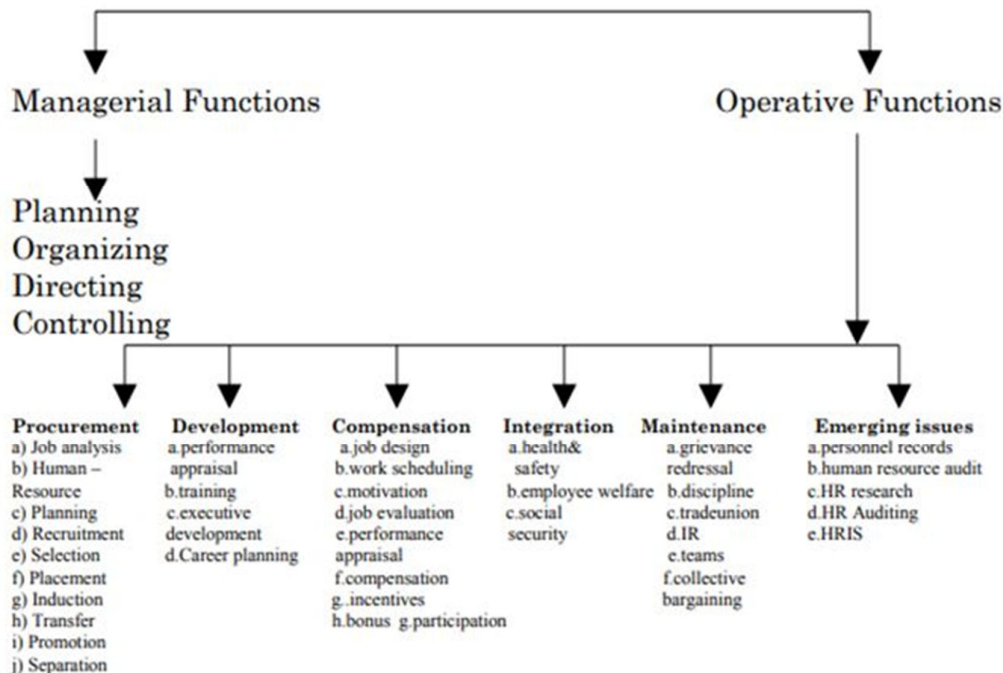 Managerial Functions
Operative Functions
Planning
Organizing
Directing
Controlling
Procurement
a) Job analysis
b) Human –
Resource
c) Planning
d) Recruitment
e) Selection
f) Placement
g) Induction
h) Transfer
i) Promotion
j) Separation
Development
a.performance
appraisal
b.training
c.executive
development
d.Career planning
Compensation
a.job design
b.work scheduling
c.motivation
d.job evaluation
e.performance
appraisal
f.compensation
g..incentives
h.bonus g.participation
Integration
a.health&
safety
b.employee welfare
c.social
security
Maintenance
a.grievance
redressal
b.discipline
c.tradeunion
d.IR
e.teams
f.collective
bargaining
Emerging issues
a.personnel records
b.human resource audit
c.HR research
d.HR Auditing
e.HRIS